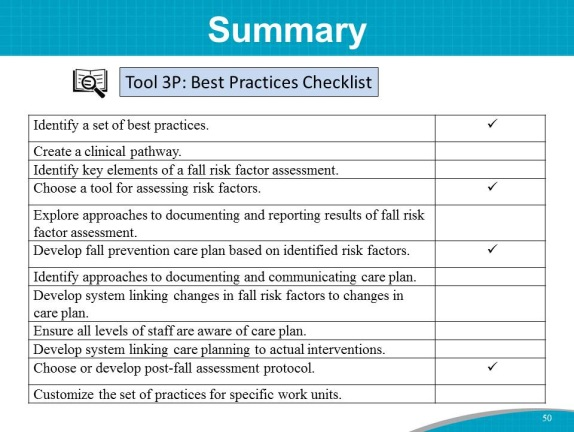 Summary
Tool 3P: Best Practices Checklist
Identify a set of best practices. ✓
Create a clinical pathway.
Identify key elements of a fall risk factor assessment.
Choose a tool for assessing risk factors. ✓
Explore approaches to documenting and reporting results of fall risk
factor assessment.
Develop fall prevention care plan based on identified risk factors. ✓
Identify approaches to documenting and communicating care plan.
Develop system linking changes in fall risk factors to changes in
care plan.
Ensure all levels of staff are aware of care plan.
Develop system linking care planning to actual interventions.
Choose or develop post-fall assessment protocol. ✓
Customize the set of practices for specific work units.
50